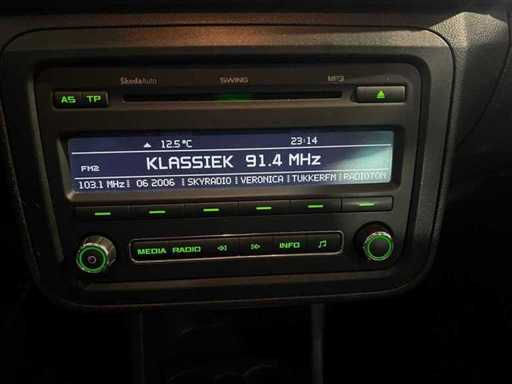 ŠkodaAuto SWING MP3
AS TP
12.5°C 23:14
FM2 KLASSIEK 91.4 MHz
103.1 MHz 06 2006 SKYRADIO VERONICA TUKKERFM RADIOTON
MEDIA RADIO INFO